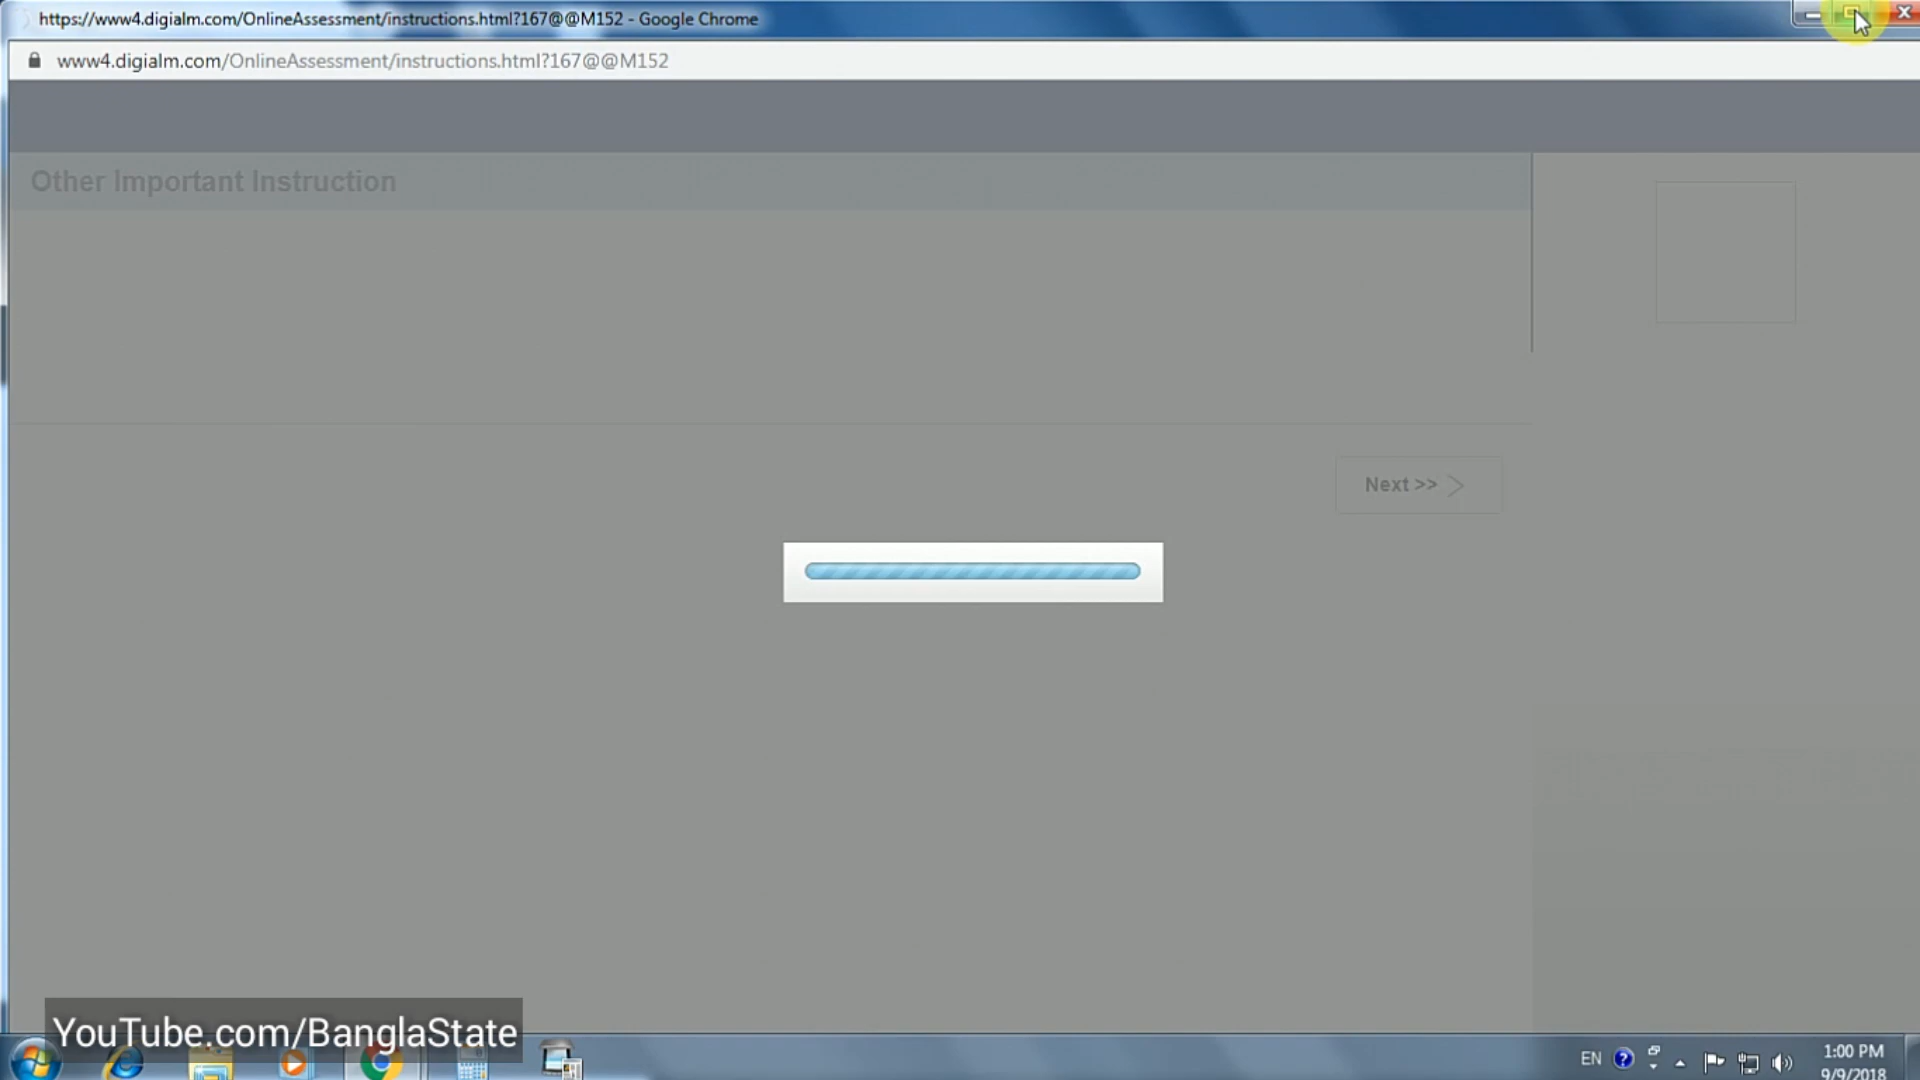 https://www4.digialm.com/OnlineAssessment/instructions.html?167@@M152 - Google Chrome
www4.digialm.com/OnlineAssessment/instructions.html?167@@M152
Other Important Instruction
Next >>
YouTube.com/BanglaState
EN
1:00 PM
9/9/2018